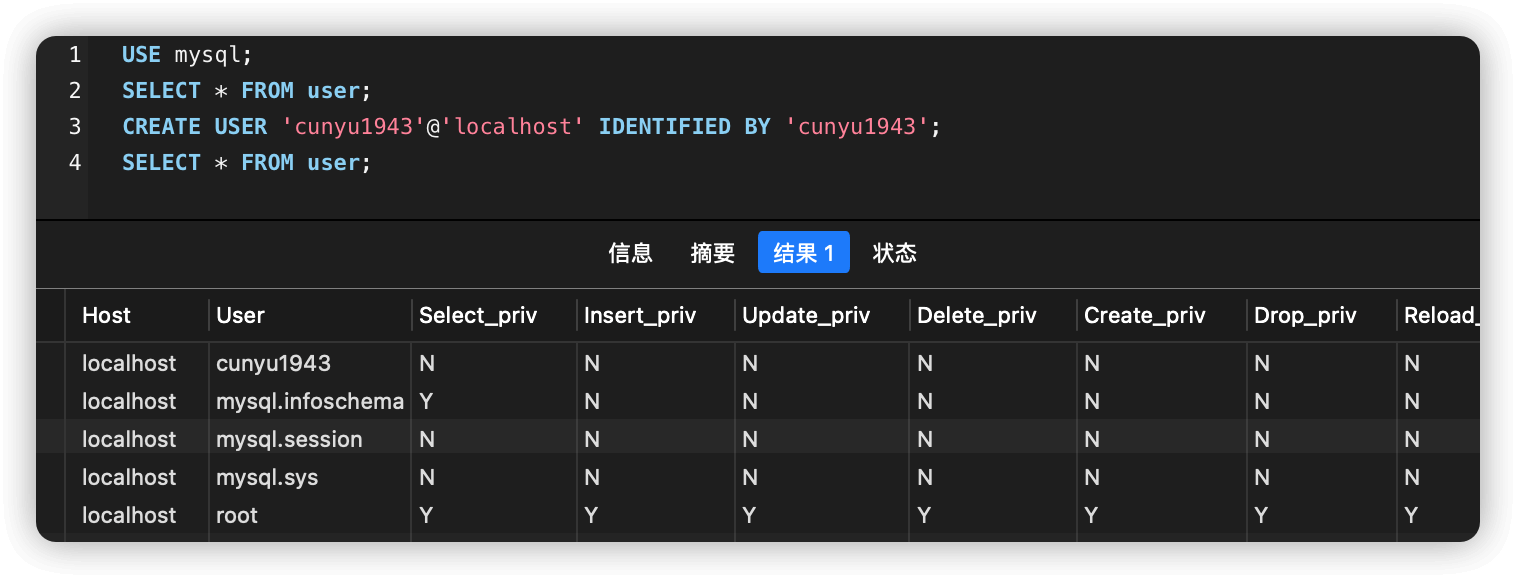 1 USE mysql;
2 SELECT * FROM user;
3 CREATE USER 'cunyu1943'@'localhost' IDENTIFIED BY 'cunyu1943';
4 SELECT * FROM user;
信息 摘要 结果 1 状态
Host User Select_priv Insert_priv Update_priv Delete_priv Create_priv Drop_priv Reload_
localhost cunyu1943 N N N N N N N
localhost mysql.infoschema Y N N N N N N
localhost mysql.session N N N N N N N
localhost mysql.sys N N N N N N N
localhost root Y Y Y Y Y Y Y